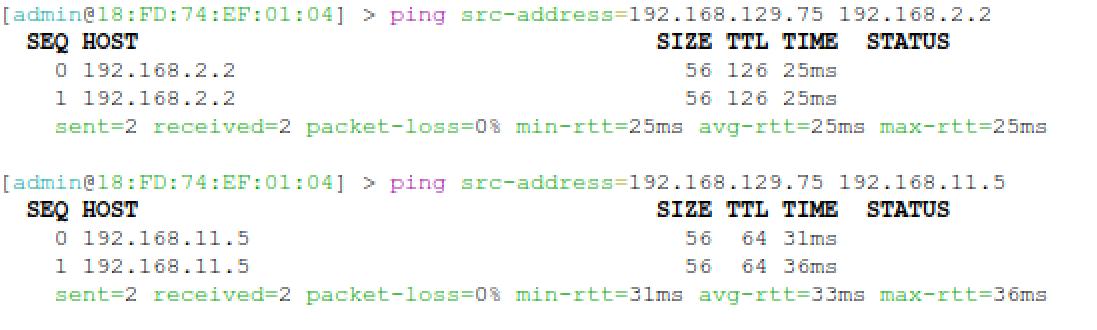 [admin@18:FD:74:EF:01:04] > ping src-address=192.168.129.75 192.168.2.2
SEQ HOST SIZE TTL TIME STATUS
0 192.168.2.2 56 126 25ms
1 192.168.2.2 56 126 25ms
sent=2 received=2 packet-loss=0% min-rtt=25ms avg-rtt=25ms max-rtt=25ms
[admin@18:FD:74:EF:01:04] > ping src-address=192.168.129.75 192.168.11.5
SEQ HOST SIZE TTL TIME STATUS
0 192.168.11.5 56 64 31ms
1 192.168.11.5 56 64 36ms
sent=2 received=2 packet-loss=0% min-rtt=31ms avg-rtt=33ms max-rtt=36ms